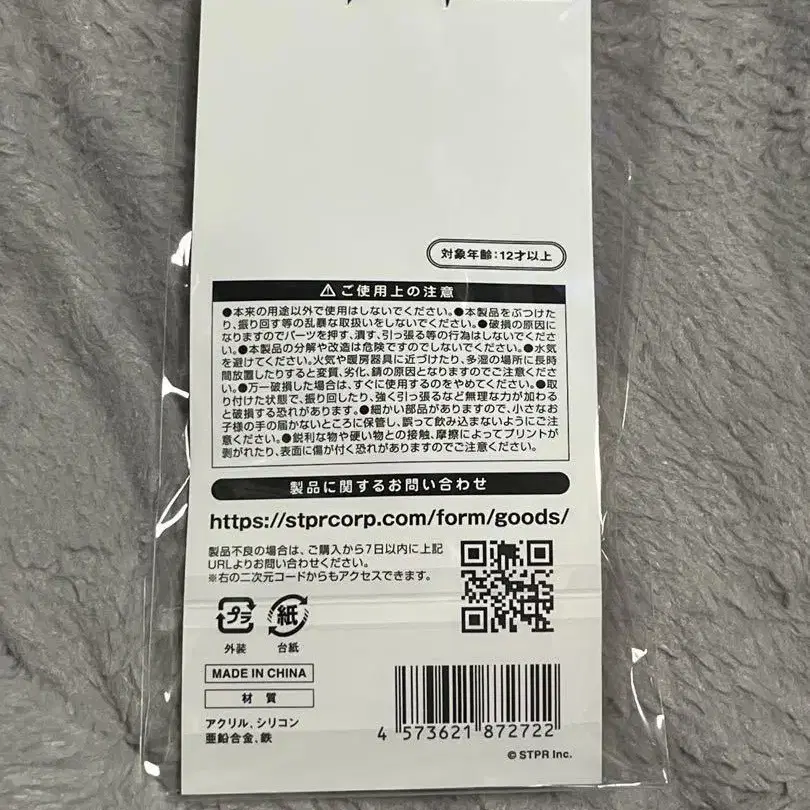 対象年齢:12才以上
⚠ご使用上の注意
●本来の用途以外で使用はしないでください。●本製品をぶつけた
り、振り回す等の乱暴な取扱いをしないでください。●破損の原因に
なりますのでパーツを押す、潰す、引っ張る等の行為はしないでくださ
い。●本製品の分解や改造は危険ですのでしないでください。●水気
を避けてください。火気や暖房器具に近づけたり、多湿の場所に長時
間放置したりすると変質、劣化、錆の原因となりますのでご注意くださ
い。●万一破損した場合は、すぐに使用するのをやめてください。●取
り付けた状態で、振り回したり、強く引っ張るなど無理な力が加わる
と破損する恐れがあります。●細かい部品がありますので、小さなお
子様の手の届かないところに保管し、誤って飲み込まないようにご注
意ください。●鋭利な物や硬い物との接触、摩擦によってプリントが
剥がれたり、表面に傷が付く恐れがありますのでご注意ください。
製品に関するお問い合わせ
https://stprcorp.com/form/goods/
製品不良の場合は、ご購入から7日以内に上記
URLよりお問い合わせください。
※右の二次元コードからもアクセスできます。
プラ 紙
外装 台紙
MADE IN CHINA
材質
アクリル、シリコン
亜鉛合金、鉄
4 573621 872722
© STPR Inc.